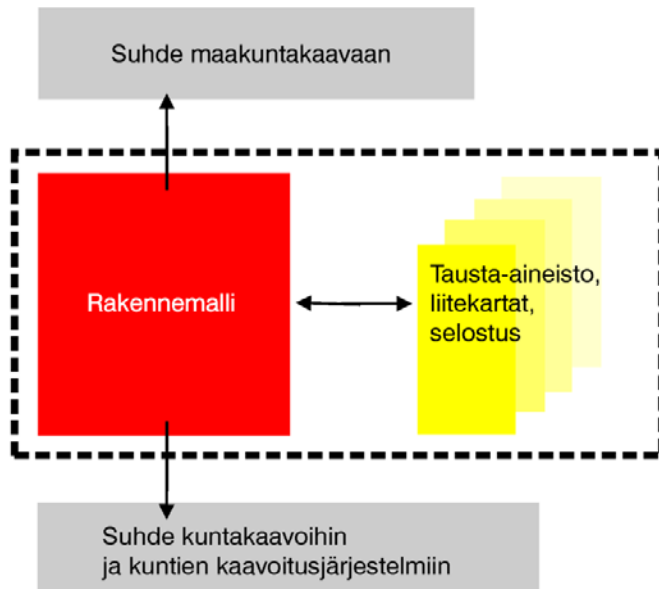 Suhde maakuntakaavaan
Rakennemalli
Tausta-aineisto,
liitekartat,
selostus
Suhde kuntakaavoihin
ja kuntien kaavoitusjärjestelmiin